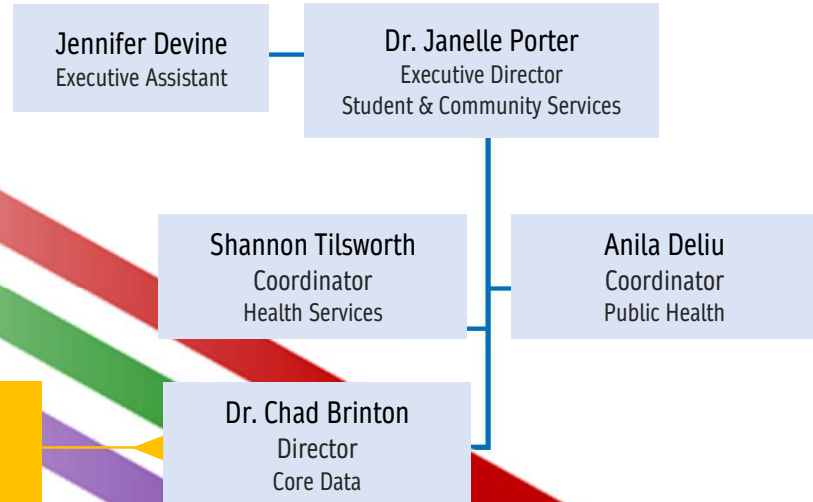 Jennifer Devine
Executive Assistant
Dr. Janelle Porter
Executive Director
Student & Community Services
Shannon Tilsworth
Coordinator
Health Services
Anila Deliu
Coordinator
Public Health
Dr. Chad Brinton
Director
Core Data